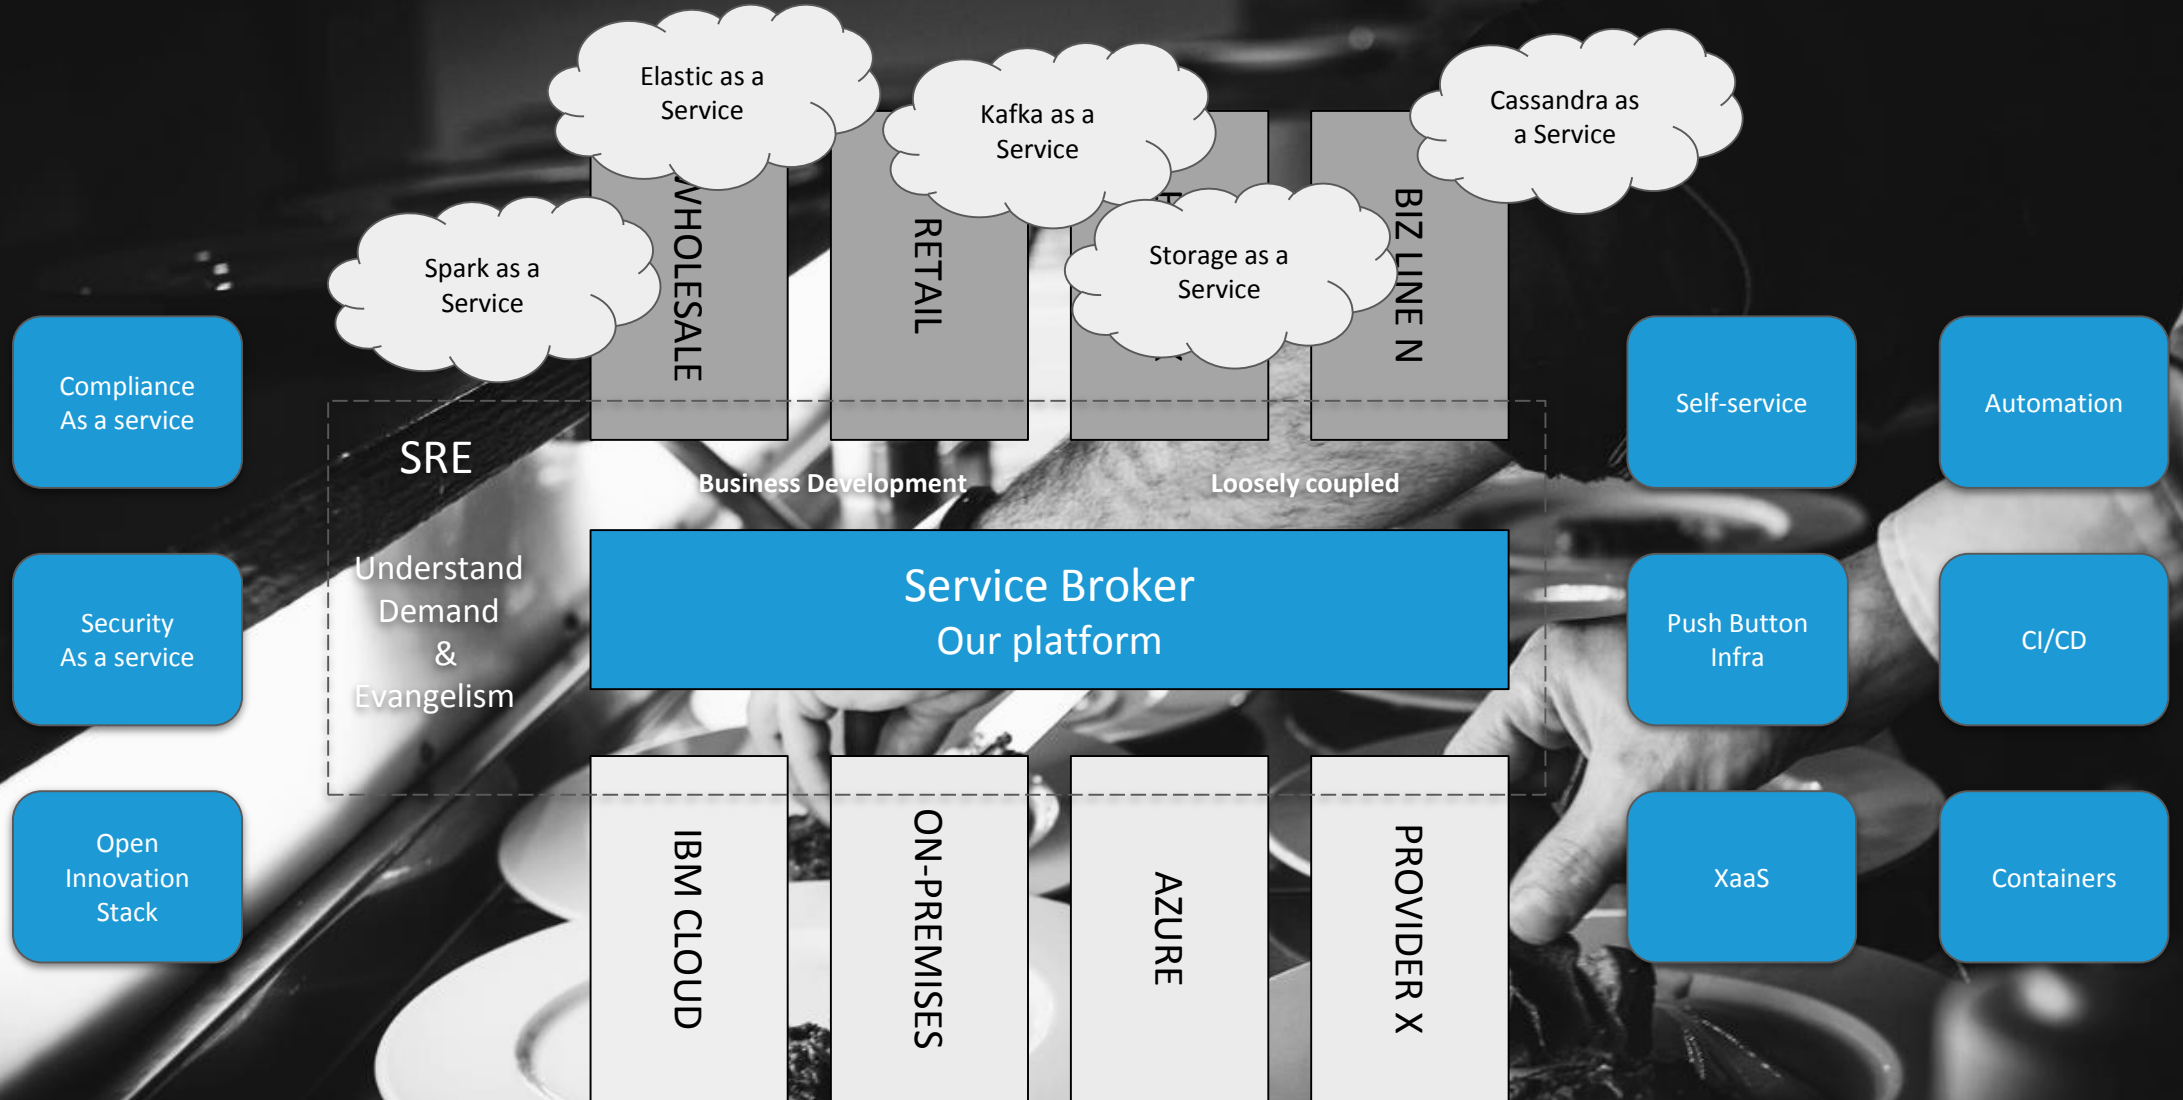 Elastic as a
Service
Kafka as a
Service
Cassandra as
a Service
Spark as a
Service
Storage as a
Service
WHOLESALE
RETAIL
BIZ LINE N
Compliance
As a service
Security
As a service
Open
Innovation
Stack
SRE
Understand
Demand
&
Evangelism
Business Development
Loosely coupled
Service Broker
Our platform
IBM CLOUD
ON-PREMISES
AZURE
PROVIDER X
Self-service
Automation
Push Button
Infra
CI/CD
XaaS
Containers